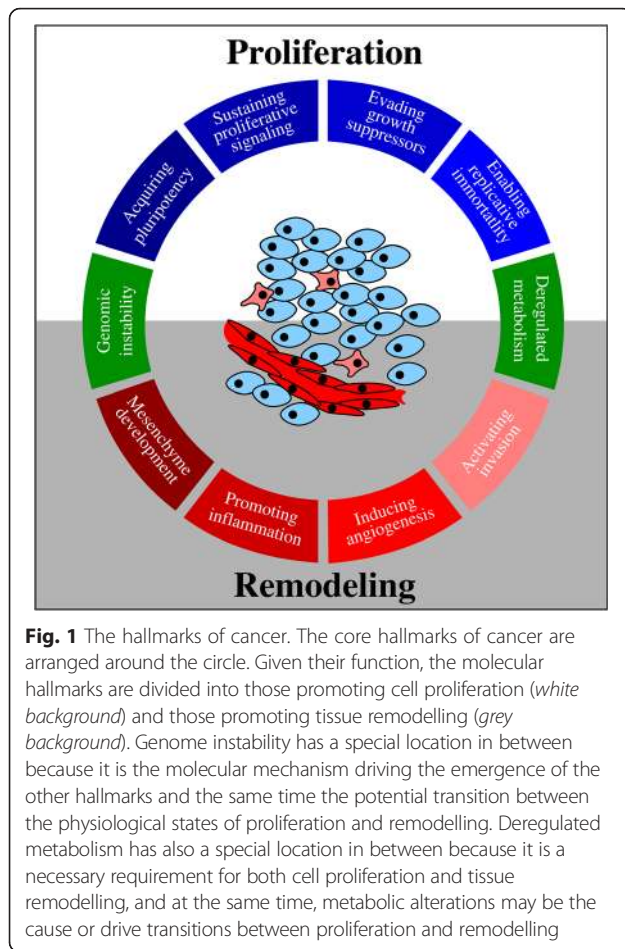 Proliferation
Sustaining
proliferative
signaling
Evading
growth
suppressors
Acquiring
pluripotency
Enabling
replicative
immortatlity
Genomic
instability
Deregulated
metabolism
Mesenchyme
development
Activating
invasion
Promoting
inflammation
Inducing
angiogenesis
Remodeling
Fig. 1 The hallmarks of cancer. The core hallmarks of cancer are
arranged around the circle. Given their function, the molecular
hallmarks are divided into those promoting cell proliferation (white
background) and those promoting tissue remodelling (grey
background). Genome instability has a special location in between
because it is the molecular mechanism driving the emergence of the
other hallmarks and the same time the potential transition between
the physiological states of proliferation and remodelling. Deregulated
metabolism has also a special location in between because it is a
necessary requirement for both cell proliferation and tissue
remodelling, and at the same time, metabolic alterations may be the
cause or drive transitions between proliferation and remodelling